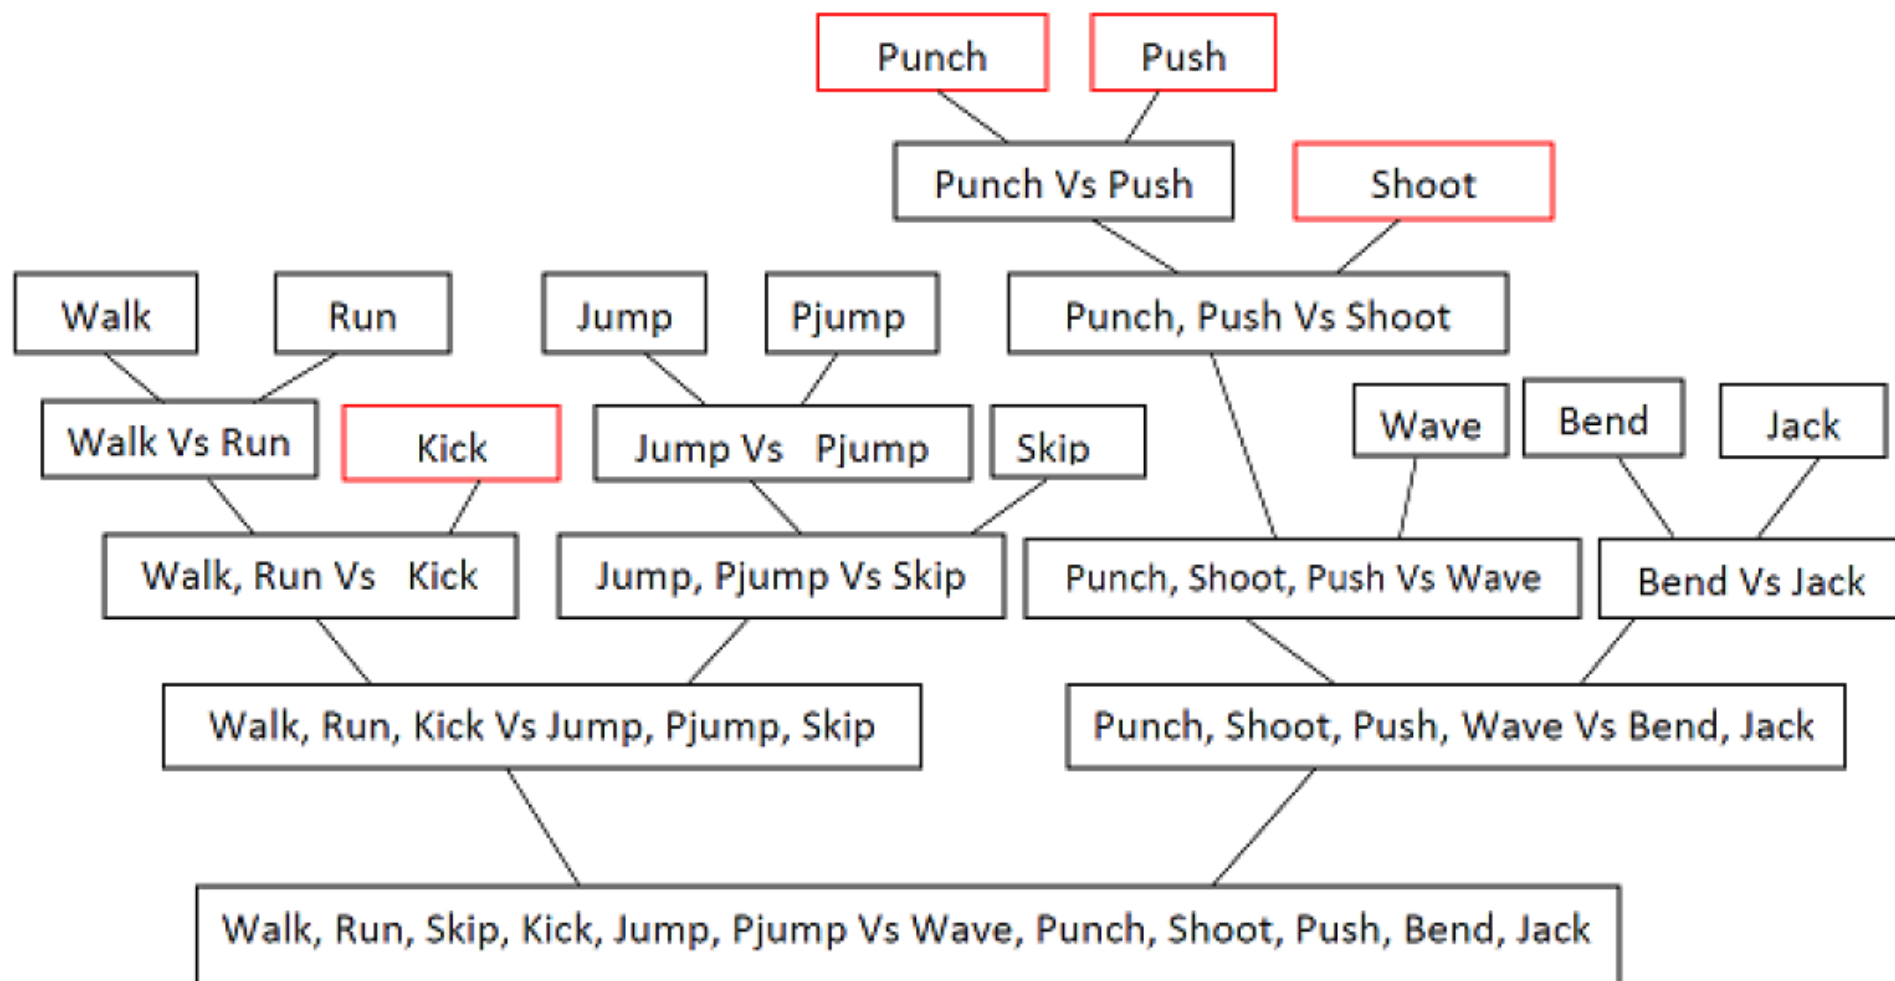 Punch
Push
Punch Vs Push
Shoot
Walk
Run
Jump
Pjump
Punch, Push Vs Shoot
Walk Vs Run
Kick
Jump Vs Pjump
Skip
Wave
Bend
Jack
Walk, Run Vs Kick
Jump, Pjump Vs Skip
Punch, Shoot, Push Vs Wave
Bend Vs Jack
Walk, Run, Kick Vs Jump, Pjump, Skip
Punch, Shoot, Push, Wave Vs Bend, Jack
Walk, Run, Skip, Kick, Jump, Pjump Vs Wave, Punch, Shoot, Push, Bend, Jack